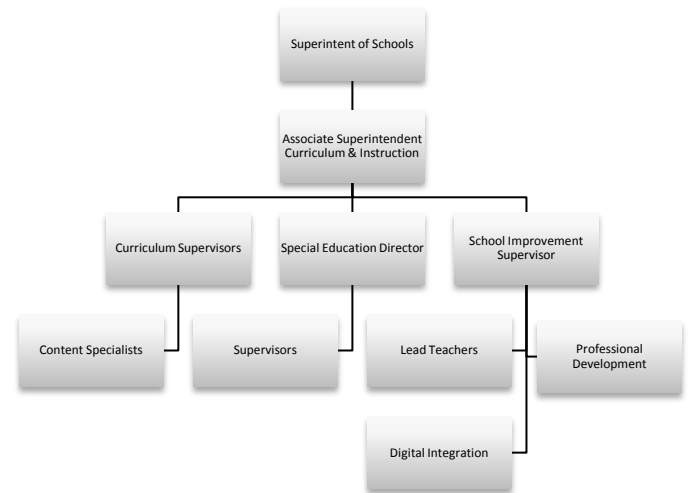 Superintent of Schools
Associate Superintendent
Curriculum & Instruction
Curriculum Supervisors
Special Education Director
School Improvement
Supervisor
Content Specialists
Supervisors
Lead Teachers
Professional
Development
Digital Integration